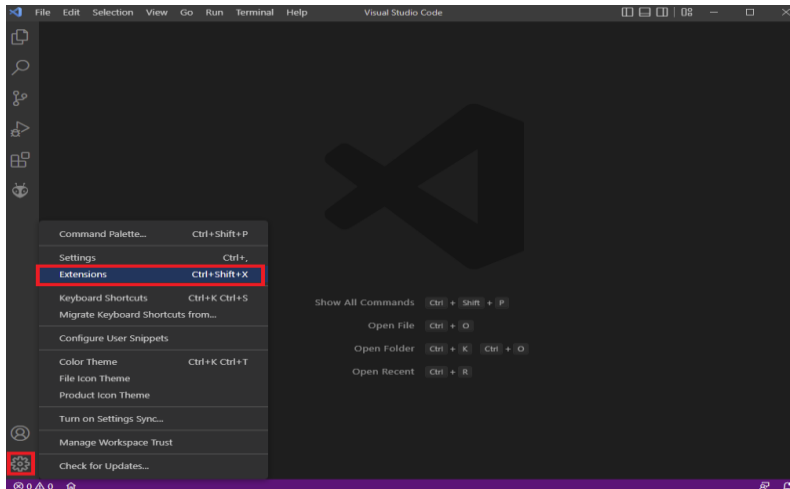 File Edit Selection View Go Run Terminal Help Visual Studio Code
Command Palette... Ctrl+Shift+P
Settings Ctrl+,
Extensions Ctrl+Shift+X
Keyboard Shortcuts Ctrl+K Ctrl+S
Migrate Keyboard Shortcuts from...
Configure User Snippets
Color Theme Ctrl+K Ctrl+T
File Icon Theme
Product Icon Theme
Turn on Settings Sync...
Manage Workspace Trust
Check for Updates...
Show All Commands Ctrl + Shift + P
Open File Ctrl + O
Open Folder Ctrl + K Ctrl + O
Open Recent Ctrl + R
0 0